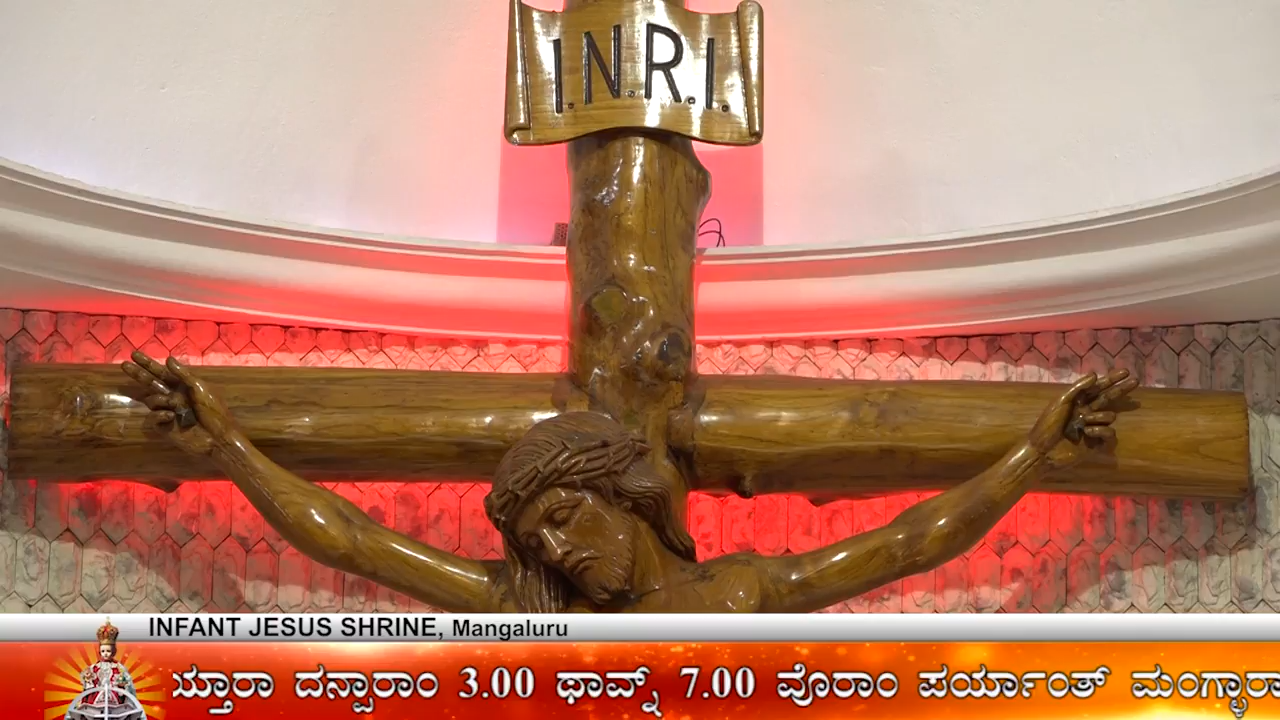 I.N.R.I.
INFANT JESUS SHRINE, Mangaluru
ದನ್ಪಾರಾಂ 3.00 ಥಾವ್ನ್ 7.00 ವೊರಾಂ ಪರ್ಯಾಂತ್